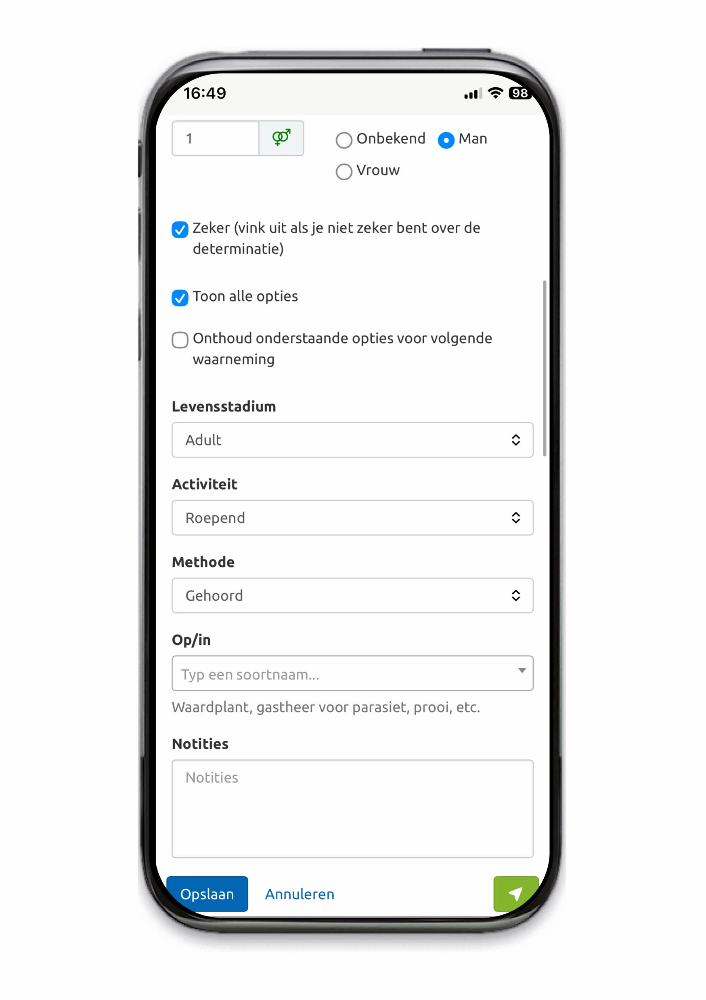 16:49 98
1 Onbekend Man
Vrouw
Zeker (vink uit als je niet zeker bent over de
determinatie)
Toon alle opties
Onthoud onderstaande opties voor volgende
waarneming
Levensstadium
Adult
Activiteit
Roepend
Methode
Gehoord
Op/in
Typ een soortnaam...
Waardplant, gastheer voor parasiet, prooi, etc.
Notities
Notities
Opslaan Annuleren